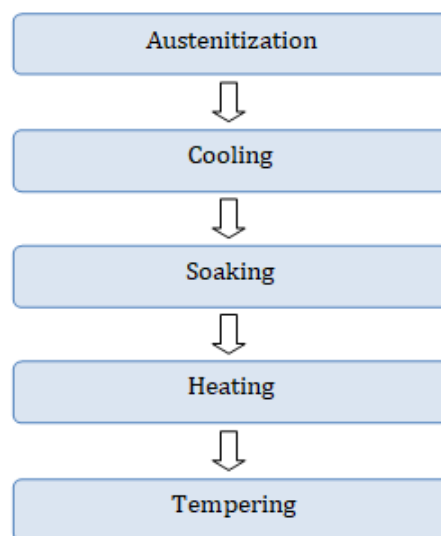 Austenitization
Cooling
Soaking
Heating
Tempering